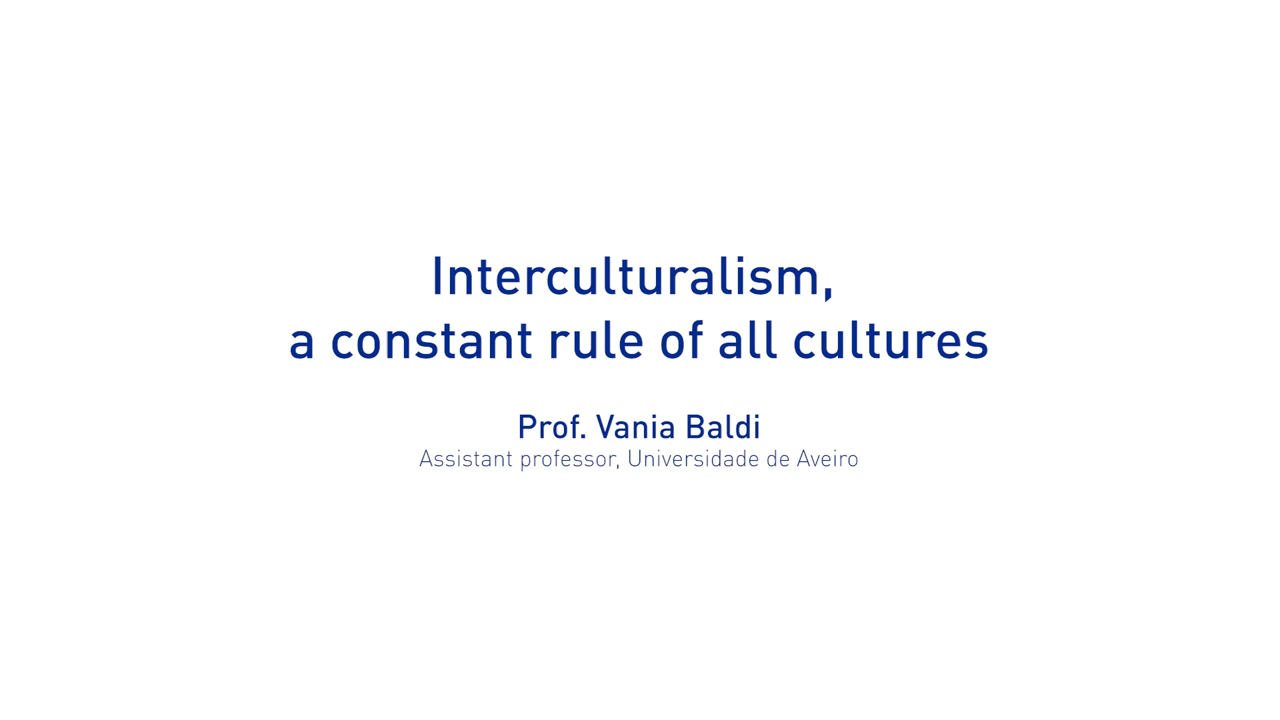 Interculturalism,
a constant rule of all cultures
Prof. Vania Baldi
Assistant professor, Universidade de Aveiro